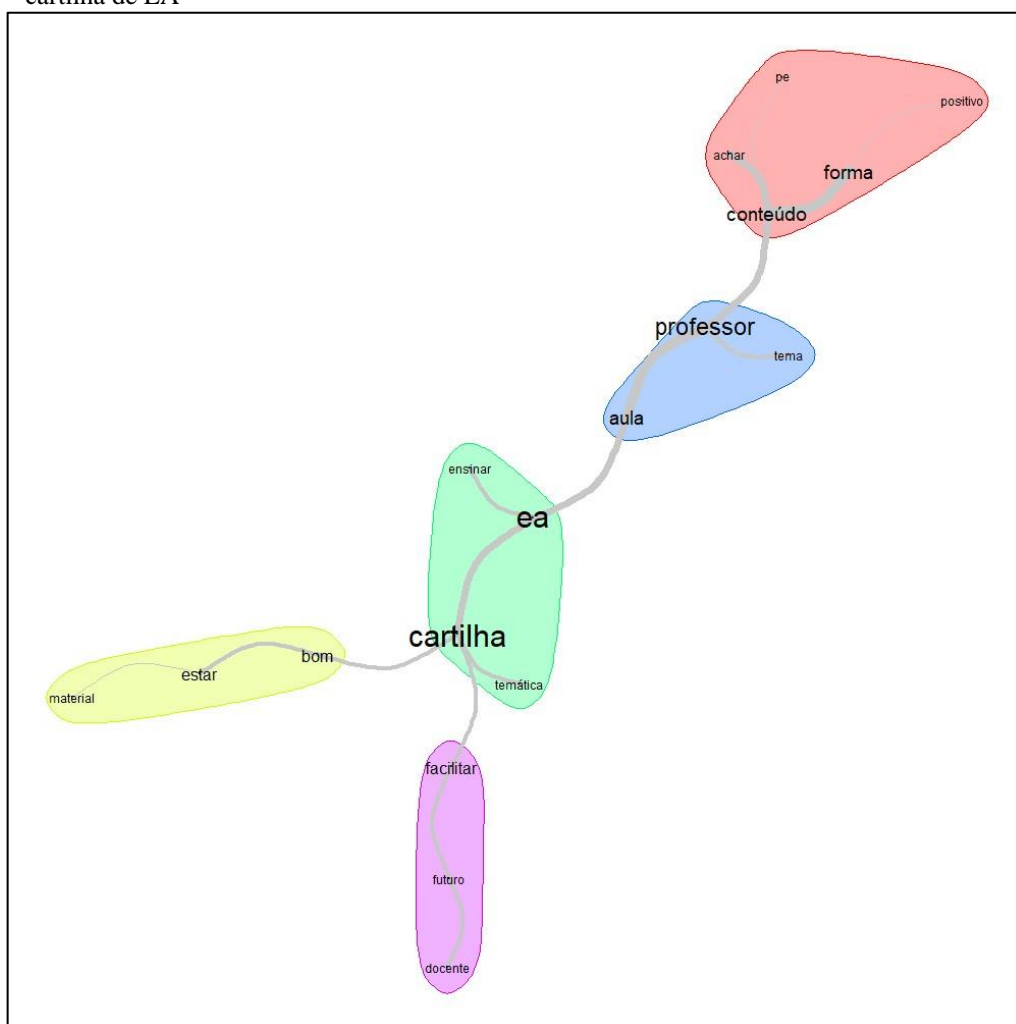 cartilha de EA
pe
positivo
achar
forma
conteúdo
professor
tema
aula
ensinar
ea
cartilha
bom
estar
material
temática
facilitar
futuro
docente